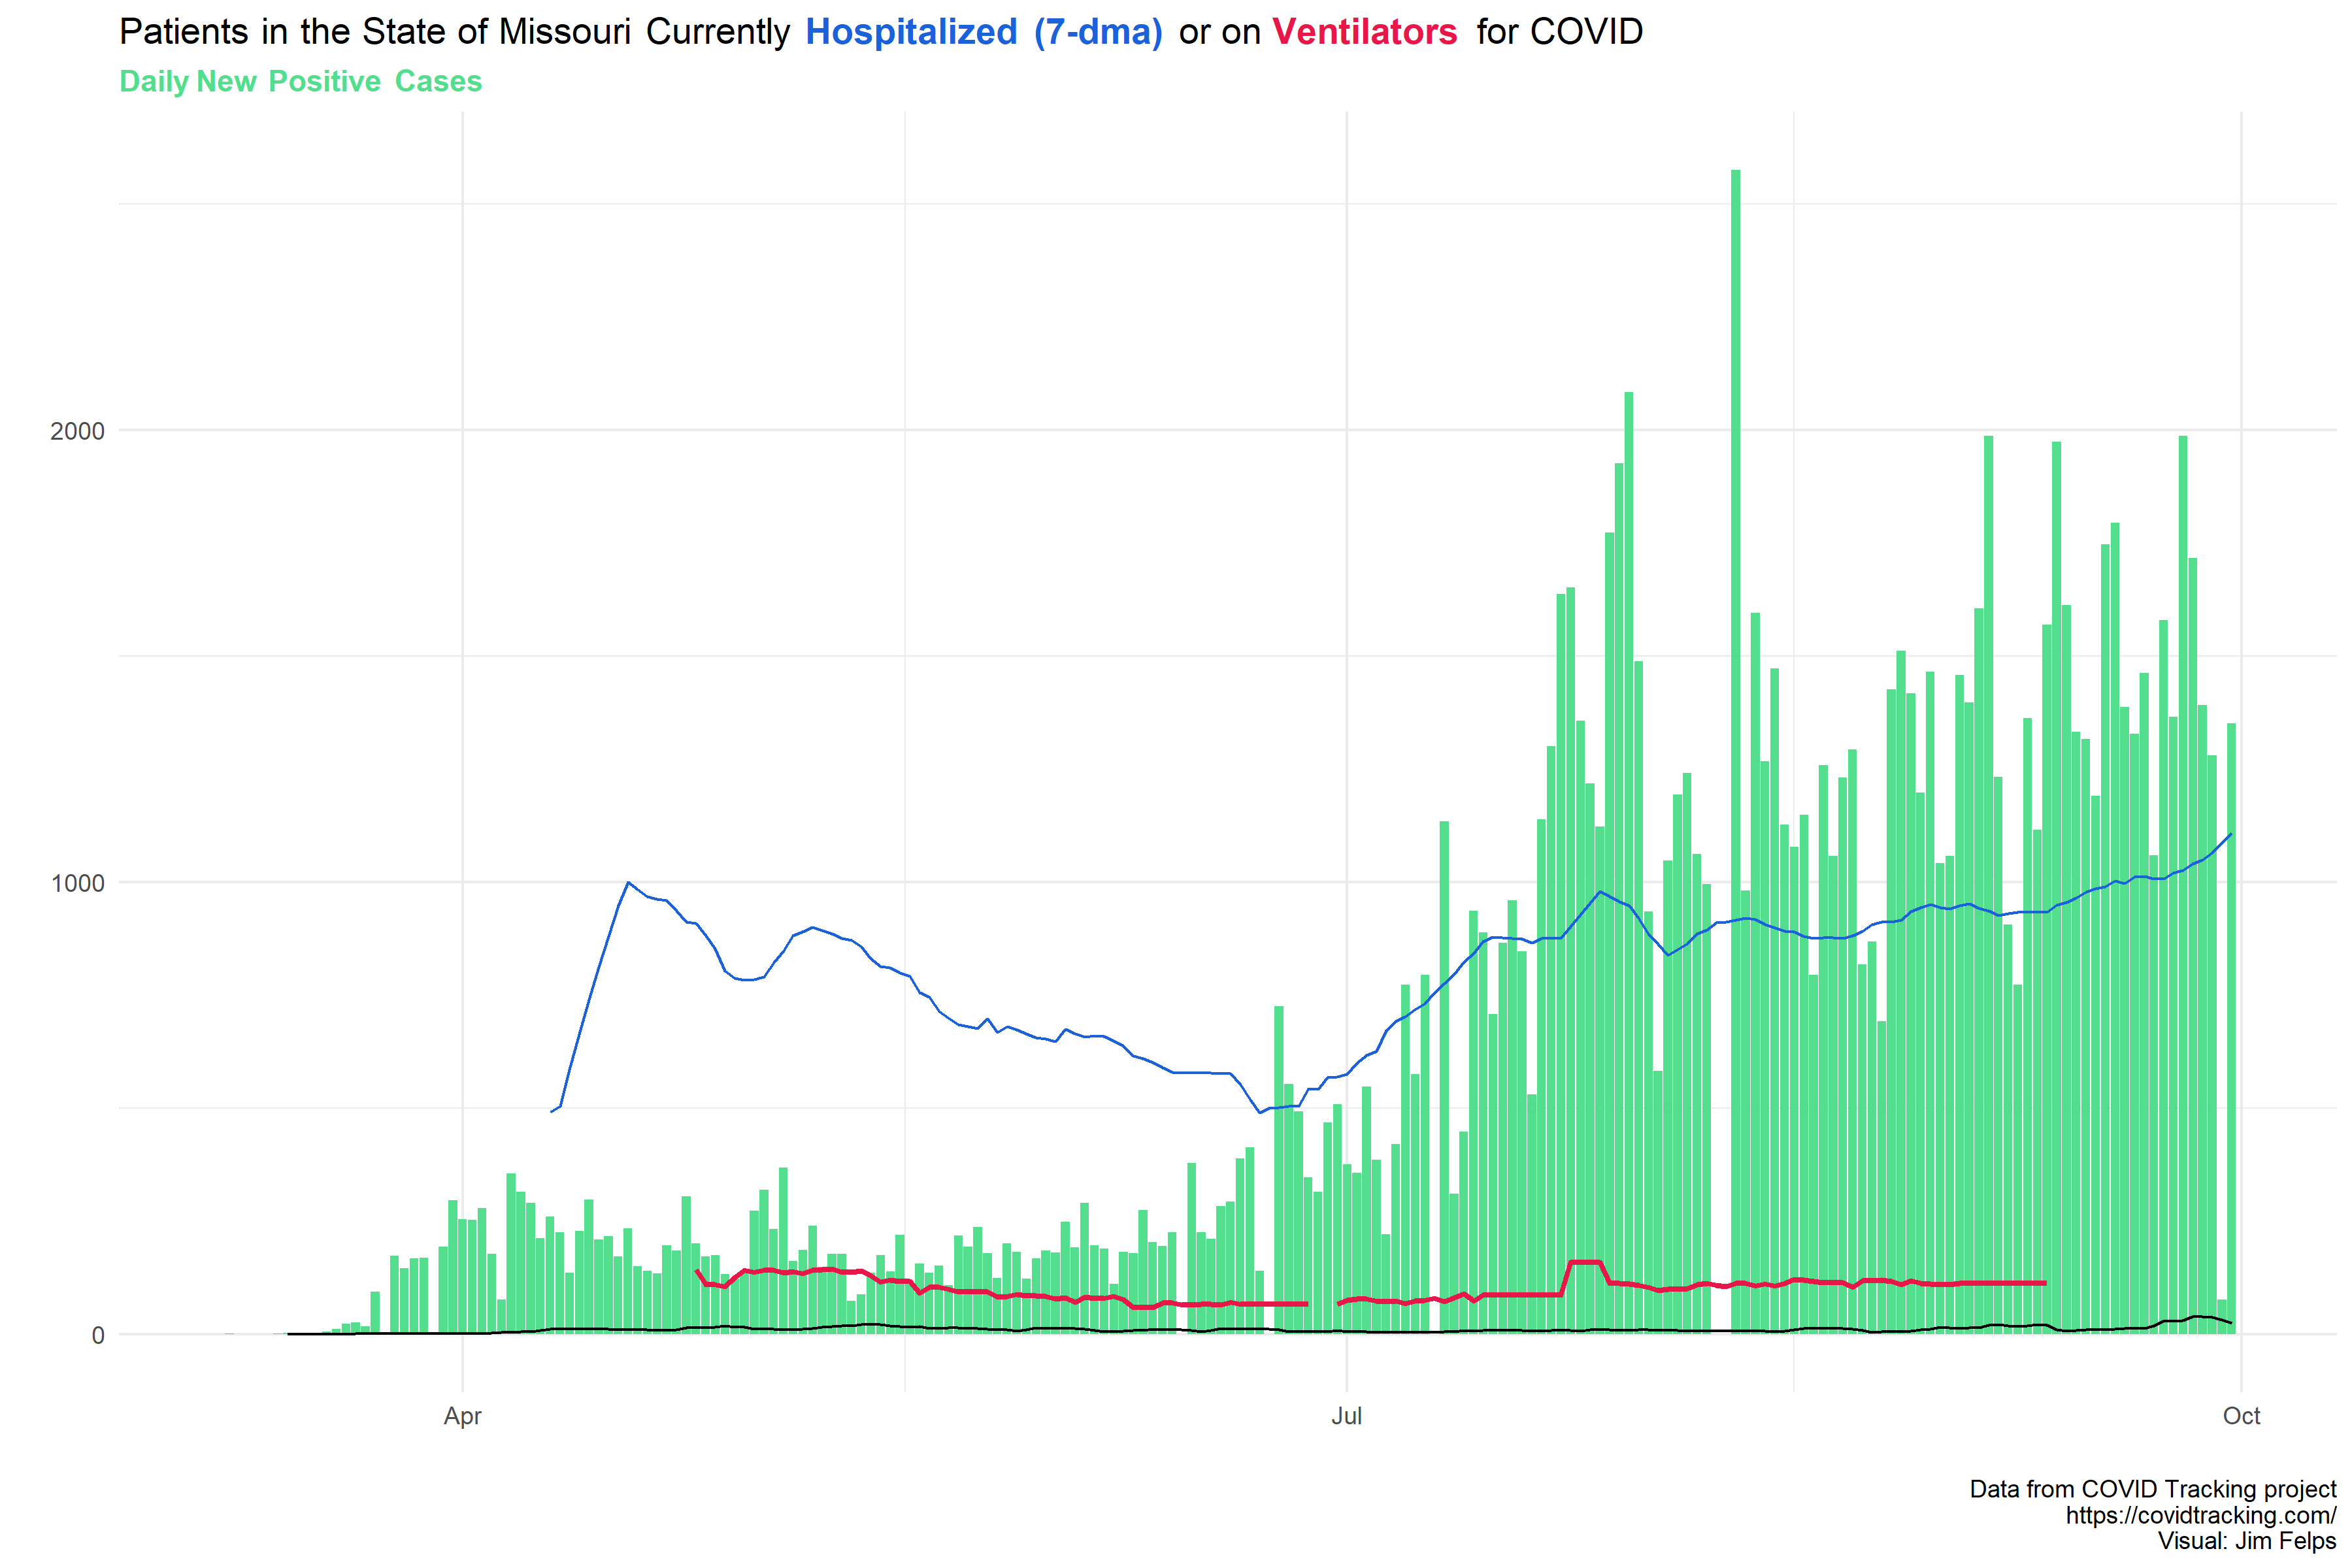 Patients in the State of Missouri Currently Hospitalized (7-dma) or on Ventilators for COVID
Daily New Positive Cases
2000
1000
0
Apr
Jul
Oct
Data from COVID Tracking project
https://covidtracking.com/
Visual: Jim Felps